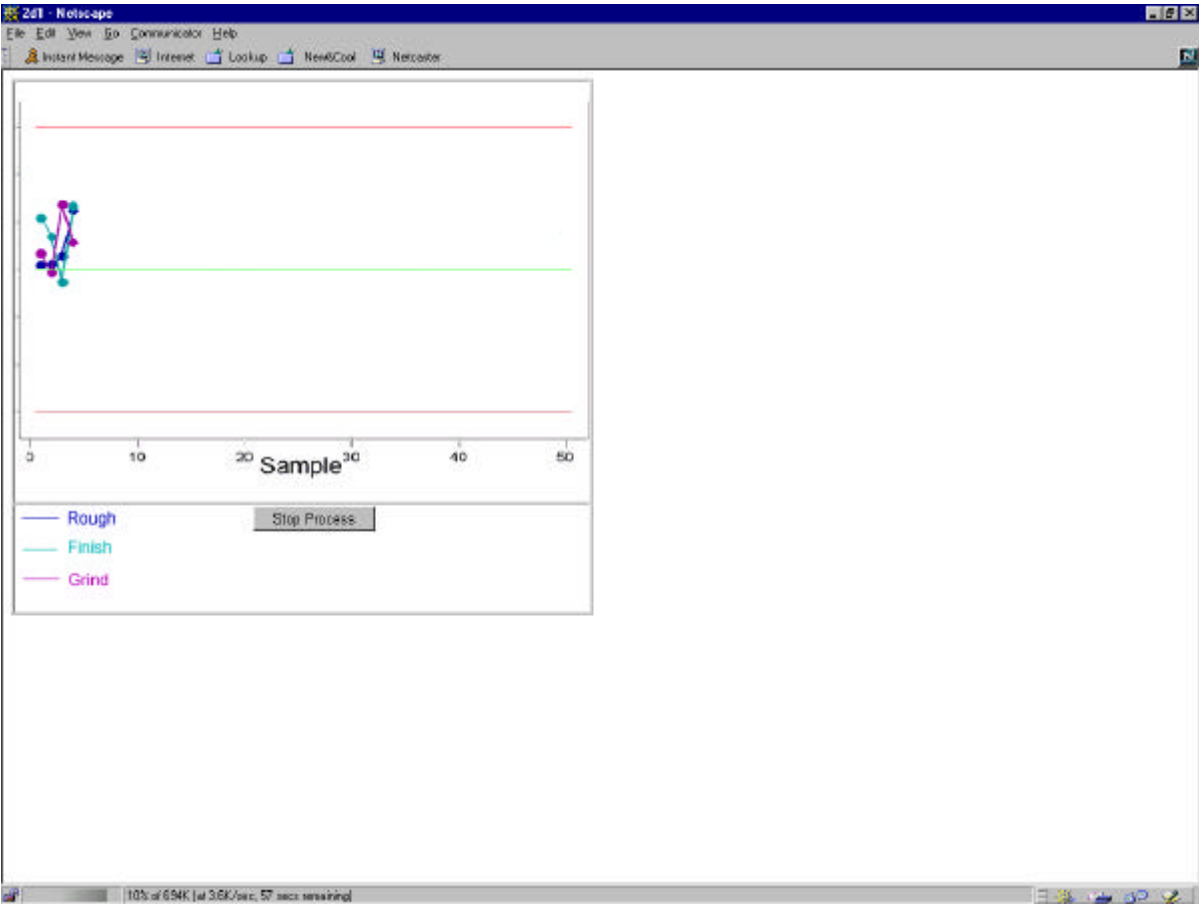 2d1 - Netscape
File Edit View Go Communicator Help
Instant Message Internet Lookup New&Cool Netcaster
0 10 20 30 40 50
Sample
Rough
Stop Process
Finish
Grind
10% of 694K (at 3.6K/sec, 57 secs remaining)